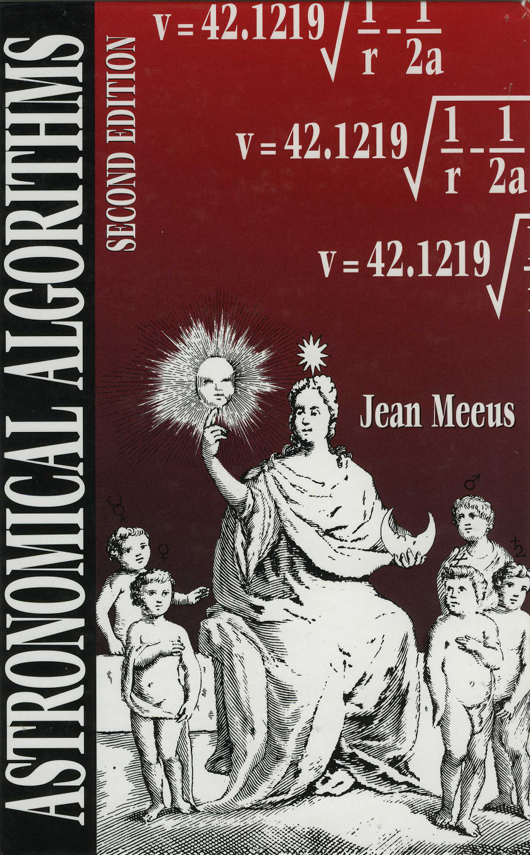 ASTRONOMICAL ALGORITHMS
SECOND EDITION
v = 42.1219 √ 1/r - 1/2a
v = 42.1219 √ 1/r - 1/2a
v = 42.1219 √
Jean Meeus
☿
♀
♂
♄